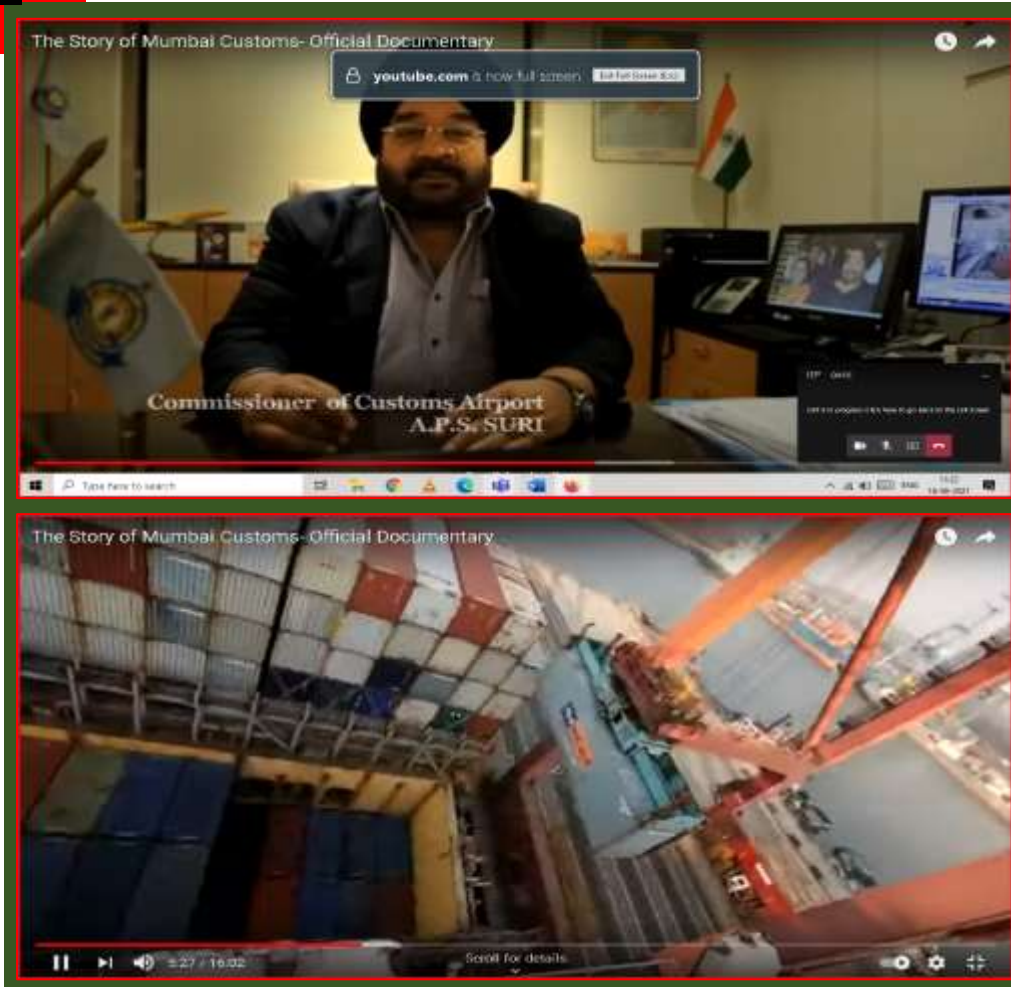 The Story of Mumbai Customs- Official Documentary
youtube.com is now full screen
Commissioner of Customs Airport
A.P.S. SURI
Type here to search
The Story of Mumbai Customs- Official Documentary
5:27 / 16:02
Scroll for details